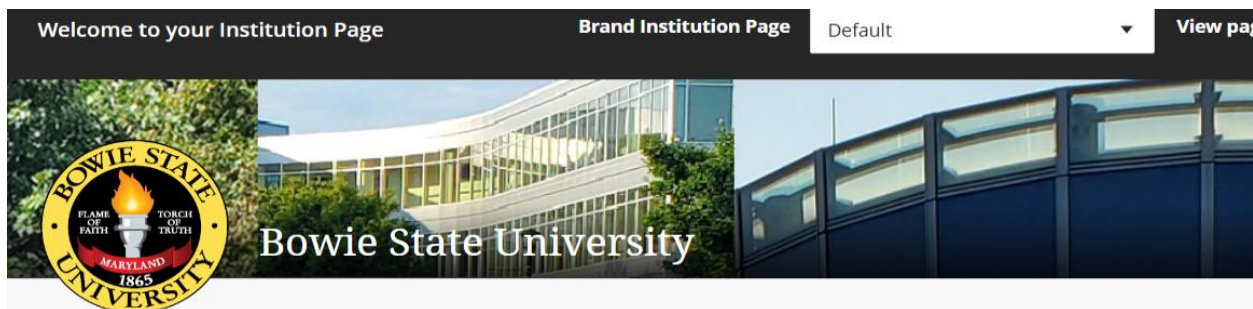 Welcome to your Institution Page
Brand Institution Page
Default
View
BOWIE STATE
UNIVERSITY
FLAME
OF
FAITH
TORCH
OF
TRUTH
MARYLAND
1865
Bowie State University